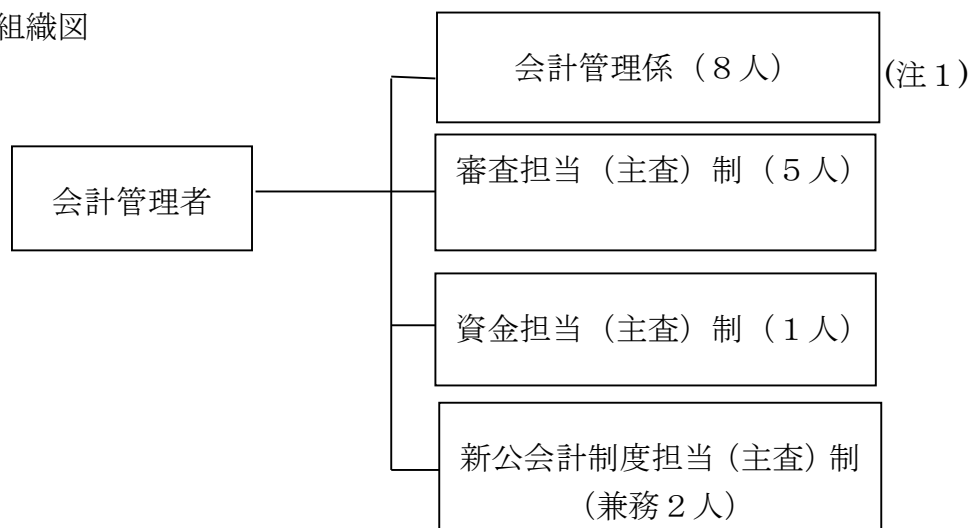 組織図
会計管理係（８人）
(注１)
会計管理者
審査担当（主査）制（５人）
資金担当（主査）制（１人）
新公会計制度担当（主査）制
（兼務２人）